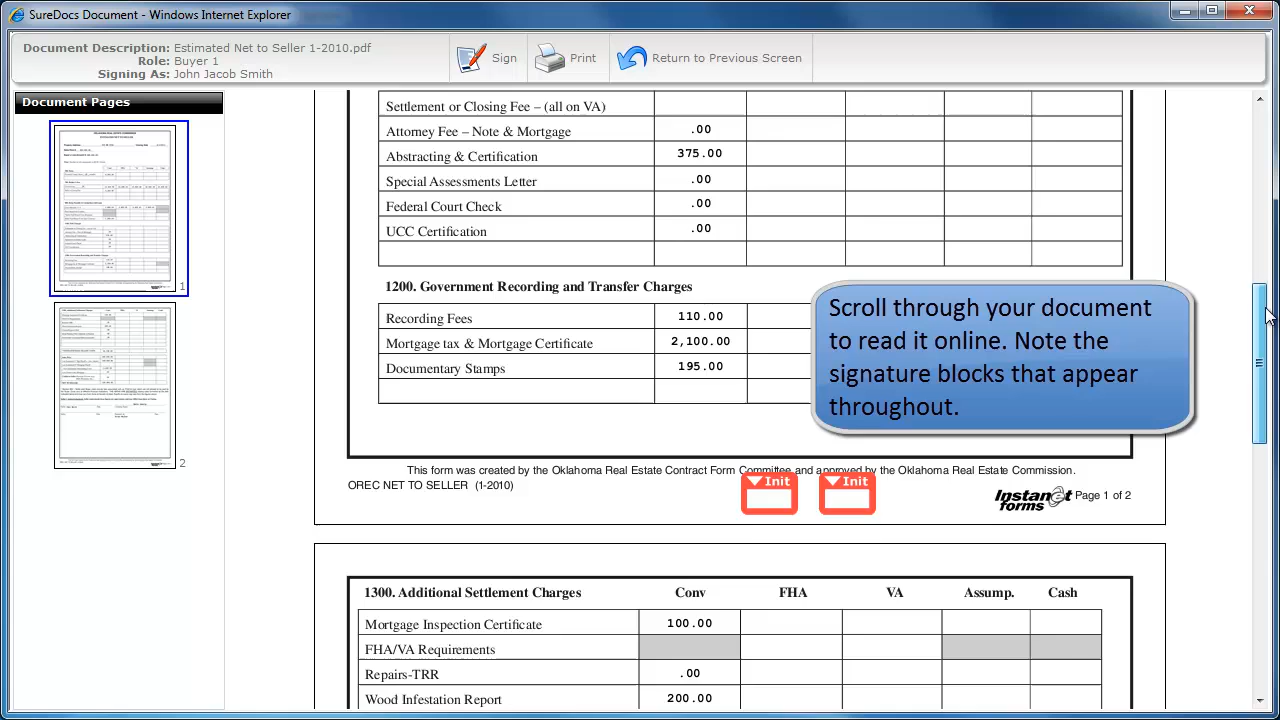 SureDocs Document - Windows Internet Explorer
Document Description: Estimated Net to Seller 1-2010.pdf
Role: Buyer 1
Signing As: John Jacob Smith
Sign
Print
Return to Previous Screen
Document Pages
1
2
Settlement or Closing Fee – (all on VA)
Attorney Fee – Note & Mortgage .00
Abstracting & Certification 375.00
Special Assessment Letter .00
Federal Court Check .00
UCC Certification .00
1200. Government Recording and Transfer Charges
Recording Fees 110.00
Mortgage tax & Mortgage Certificate 2,100.00
Documentary Stamps 195.00
Scroll through your document
to read it online. Note the
signature blocks that appear
throughout.
This form was created by the Oklahoma Real Estate Contract Form Committee and approved by the Oklahoma Real Estate Commission.
OREC NET TO SELLER (1-2010)
Init
Init
Instanet
forms
Page 1 of 2
1300. Additional Settlement Charges Conv FHA VA Assump. Cash
Mortgage Inspection Certificate 100.00
FHA/VA Requirements
Repairs-TRR .00
Wood Infestation Report 200.00